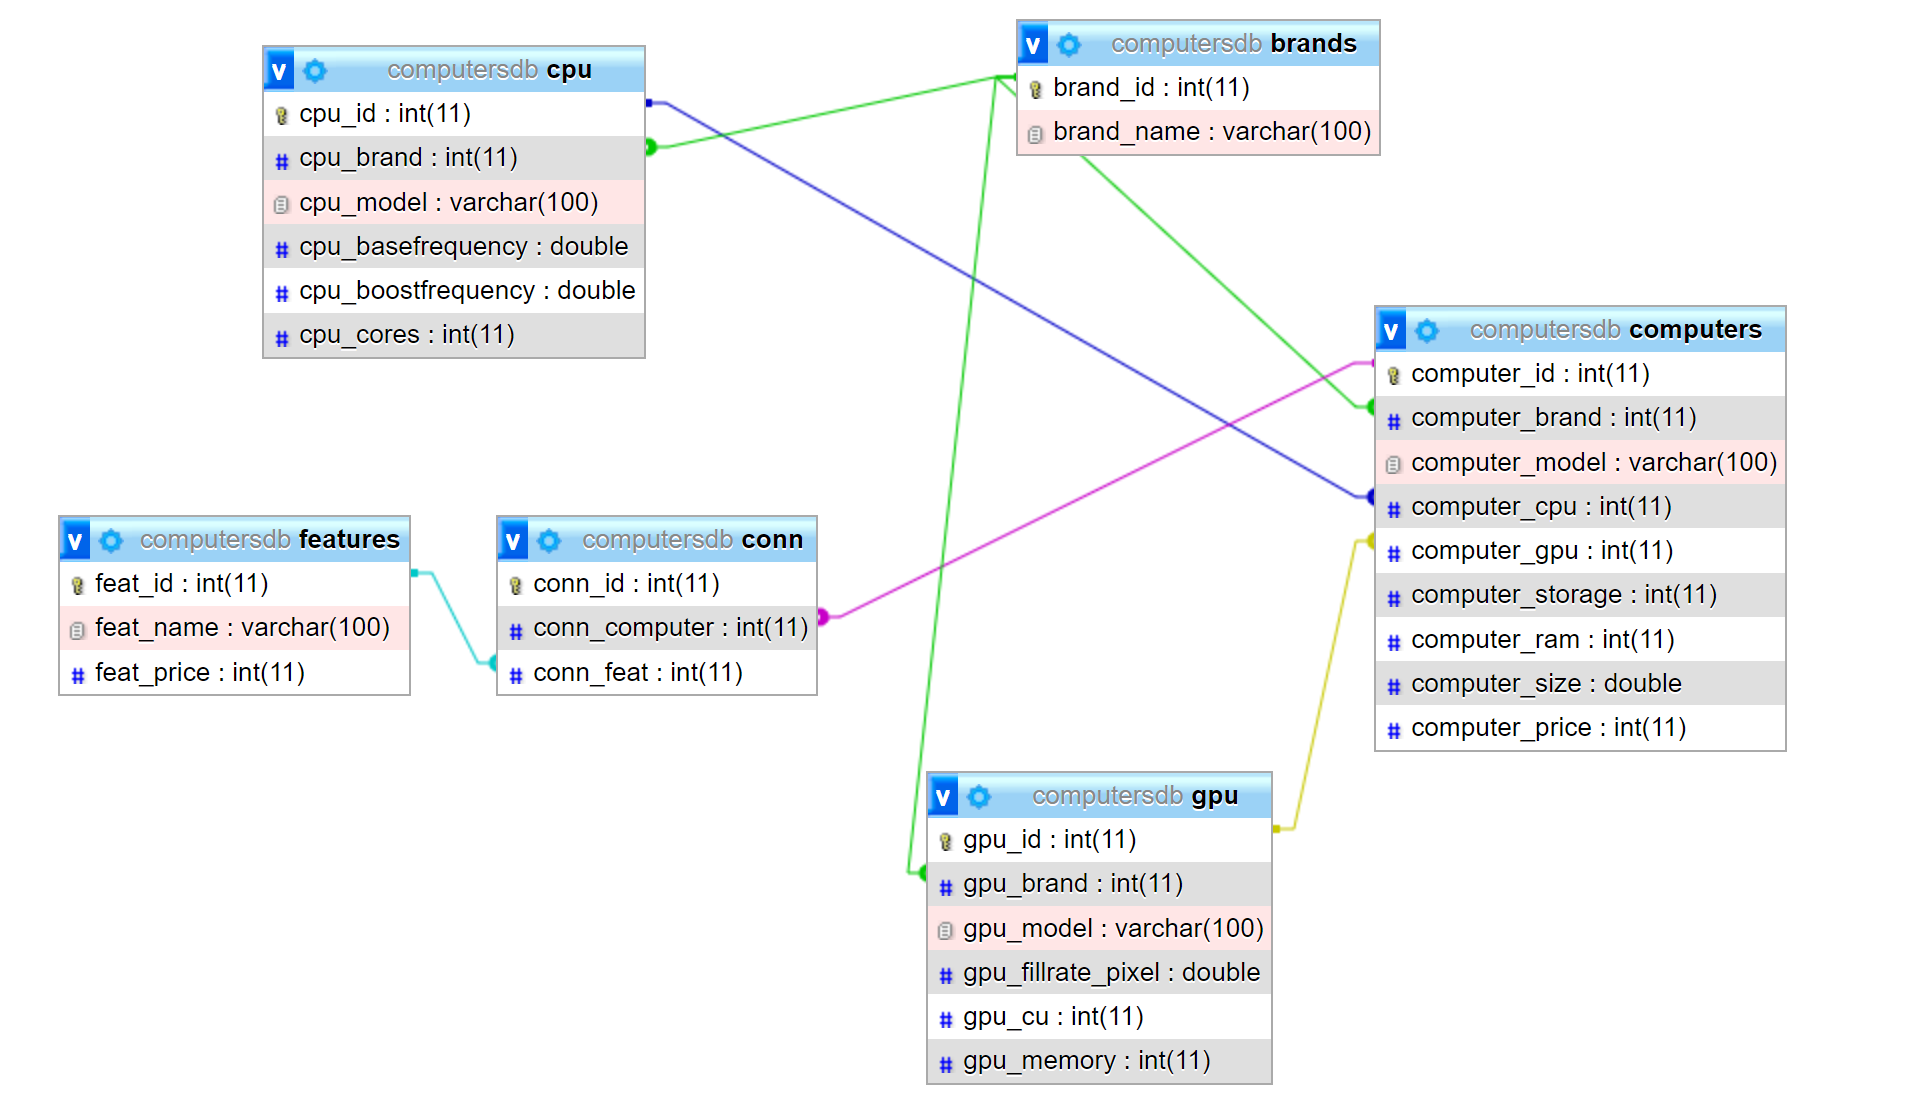 v computersdb cpu
cpu_id : int(11)
# cpu_brand : int(11)
cpu_model : varchar(100)
# cpu_basefrequency : double
# cpu_boostfrequency : double
# cpu_cores : int(11)
v computersdb brands
brand_id : int(11)
brand_name : varchar(100)
v computersdb computers
computer_id : int(11)
# computer_brand : int(11)
computer_model : varchar(100)
# computer_cpu : int(11)
# computer_gpu : int(11)
# computer_storage : int(11)
# computer_ram : int(11)
# computer_size : double
# computer_price : int(11)
v computersdb features
feat_id : int(11)
feat_name : varchar(100)
# feat_price : int(11)
v computersdb conn
conn_id : int(11)
# conn_computer : int(11)
# conn_feat : int(11)
v computersdb gpu
gpu_id : int(11)
# gpu_brand : int(11)
gpu_model : varchar(100)
# gpu_fillrate_pixel : double
# gpu_cu : int(11)
# gpu_memory : int(11)